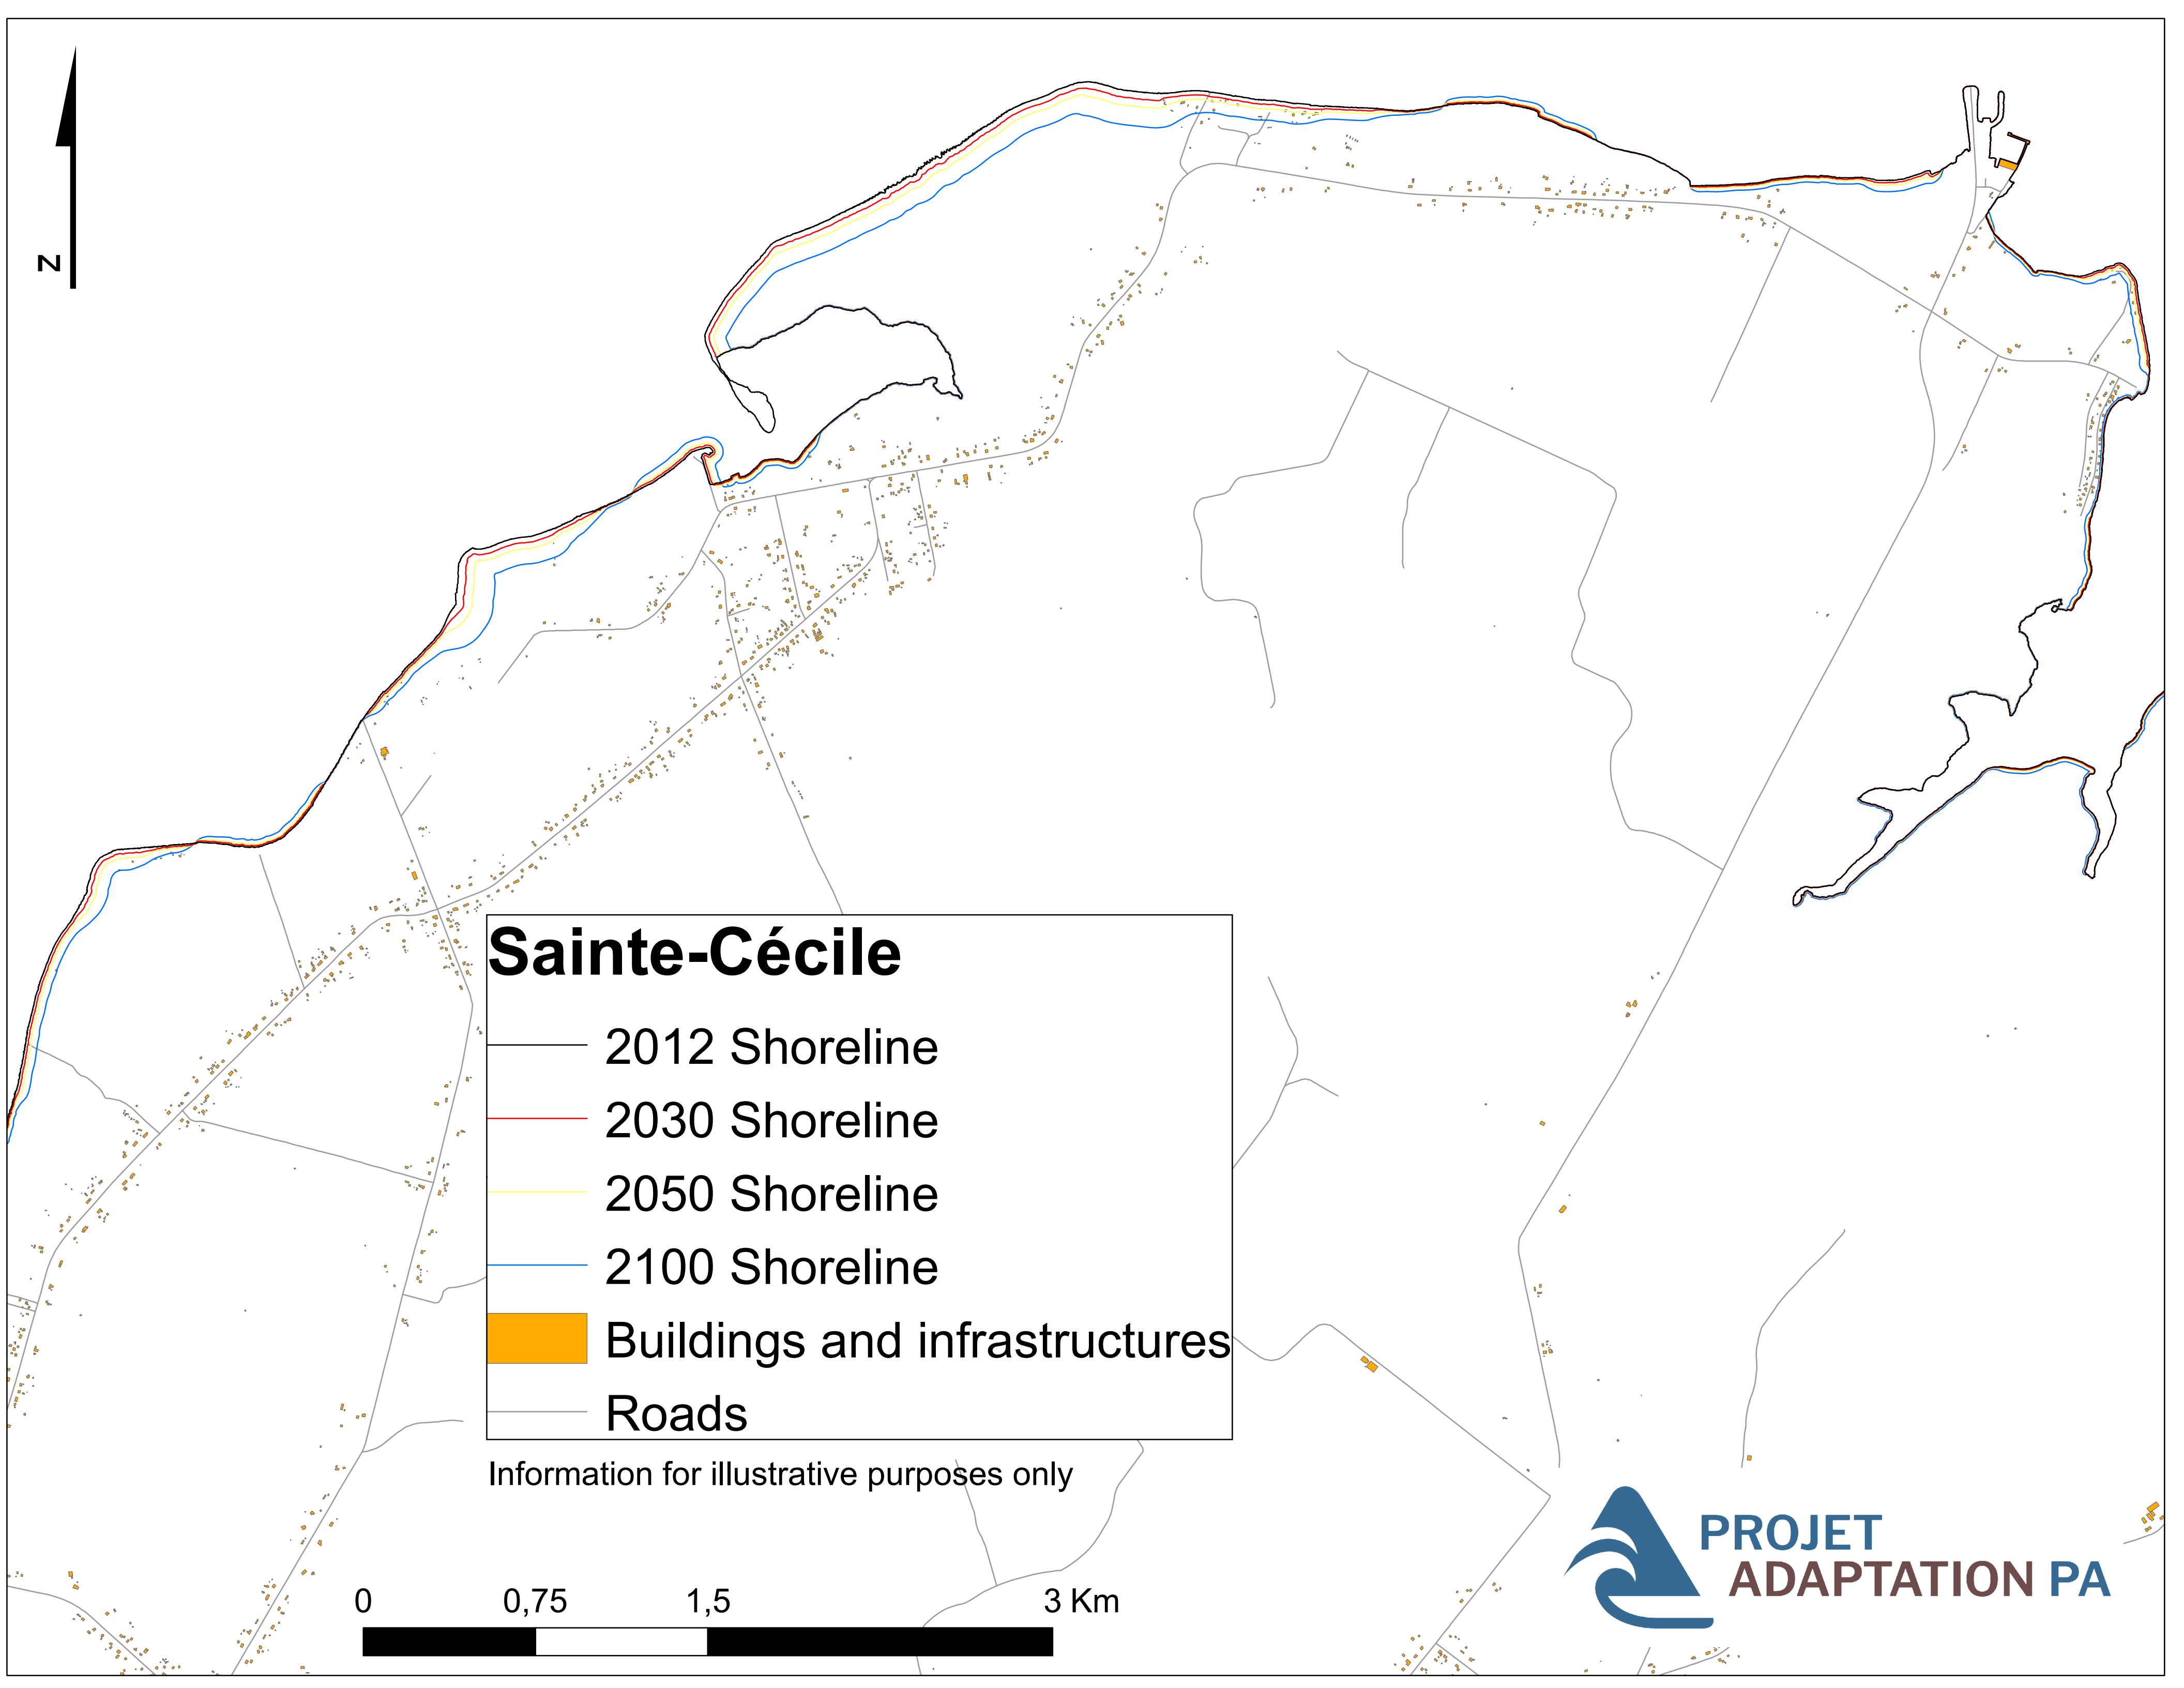 N
Sainte-Cécile
2012 Shoreline
2030 Shoreline
2050 Shoreline
2100 Shoreline
Buildings and infrastructures
Roads
Information for illustrative purposes only
0 0,75 1,5 3 Km
PROJET
ADAPTATION PA